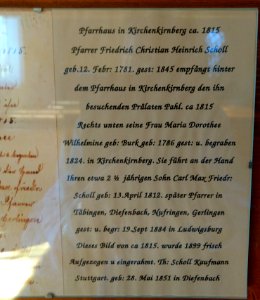 Pfarrhaus in Kirchenkirnberg ca. 1815
Pfarrer Friedrich Christian Heinrich Scholl
geb.12. Febr: 1781. gest: 1845 empfängt hinter
dem Pfarrhaus in Kirchenkirnberg den ihn
besuchenden Prälaten Pahl. ca 1815
Rechts unten seine Frau Maria Dorothee
Wilhelmine geb: Burk geb: 1786 gest: u. begraben
1824. in Kirchenkirnberg. Sie führt an der Hand
Ihren etwa 2 ½ jährigen Sohn Carl Max Friedr:
Scholl geb: 13.April 1812. später Pfarrer in
Täbingen, Diefenbach, Nufringen, Gerlingen
gest: u. begr: 19.Sept 1884 in Ludwigsburg
Dieses Bild von ca 1815. wurde 1899 frisch
Aufgezogen u eingerahmt. Th: Scholl Kaufmann
Stuttgart. geb: 28. Mai 1851 in Diefenbach